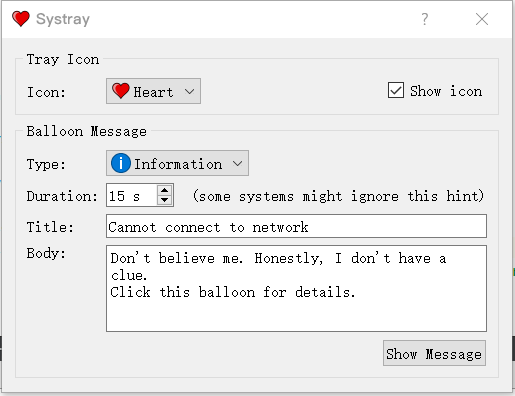 Systray
Tray Icon
Icon: Heart Show icon
Balloon Message
Type: Information
Duration: 15 s (some systems might ignore this hint)
Title: Cannot connect to network
Body: Don't believe me. Honestly, I don't have a
clue.
Click this balloon for details.
Show Message